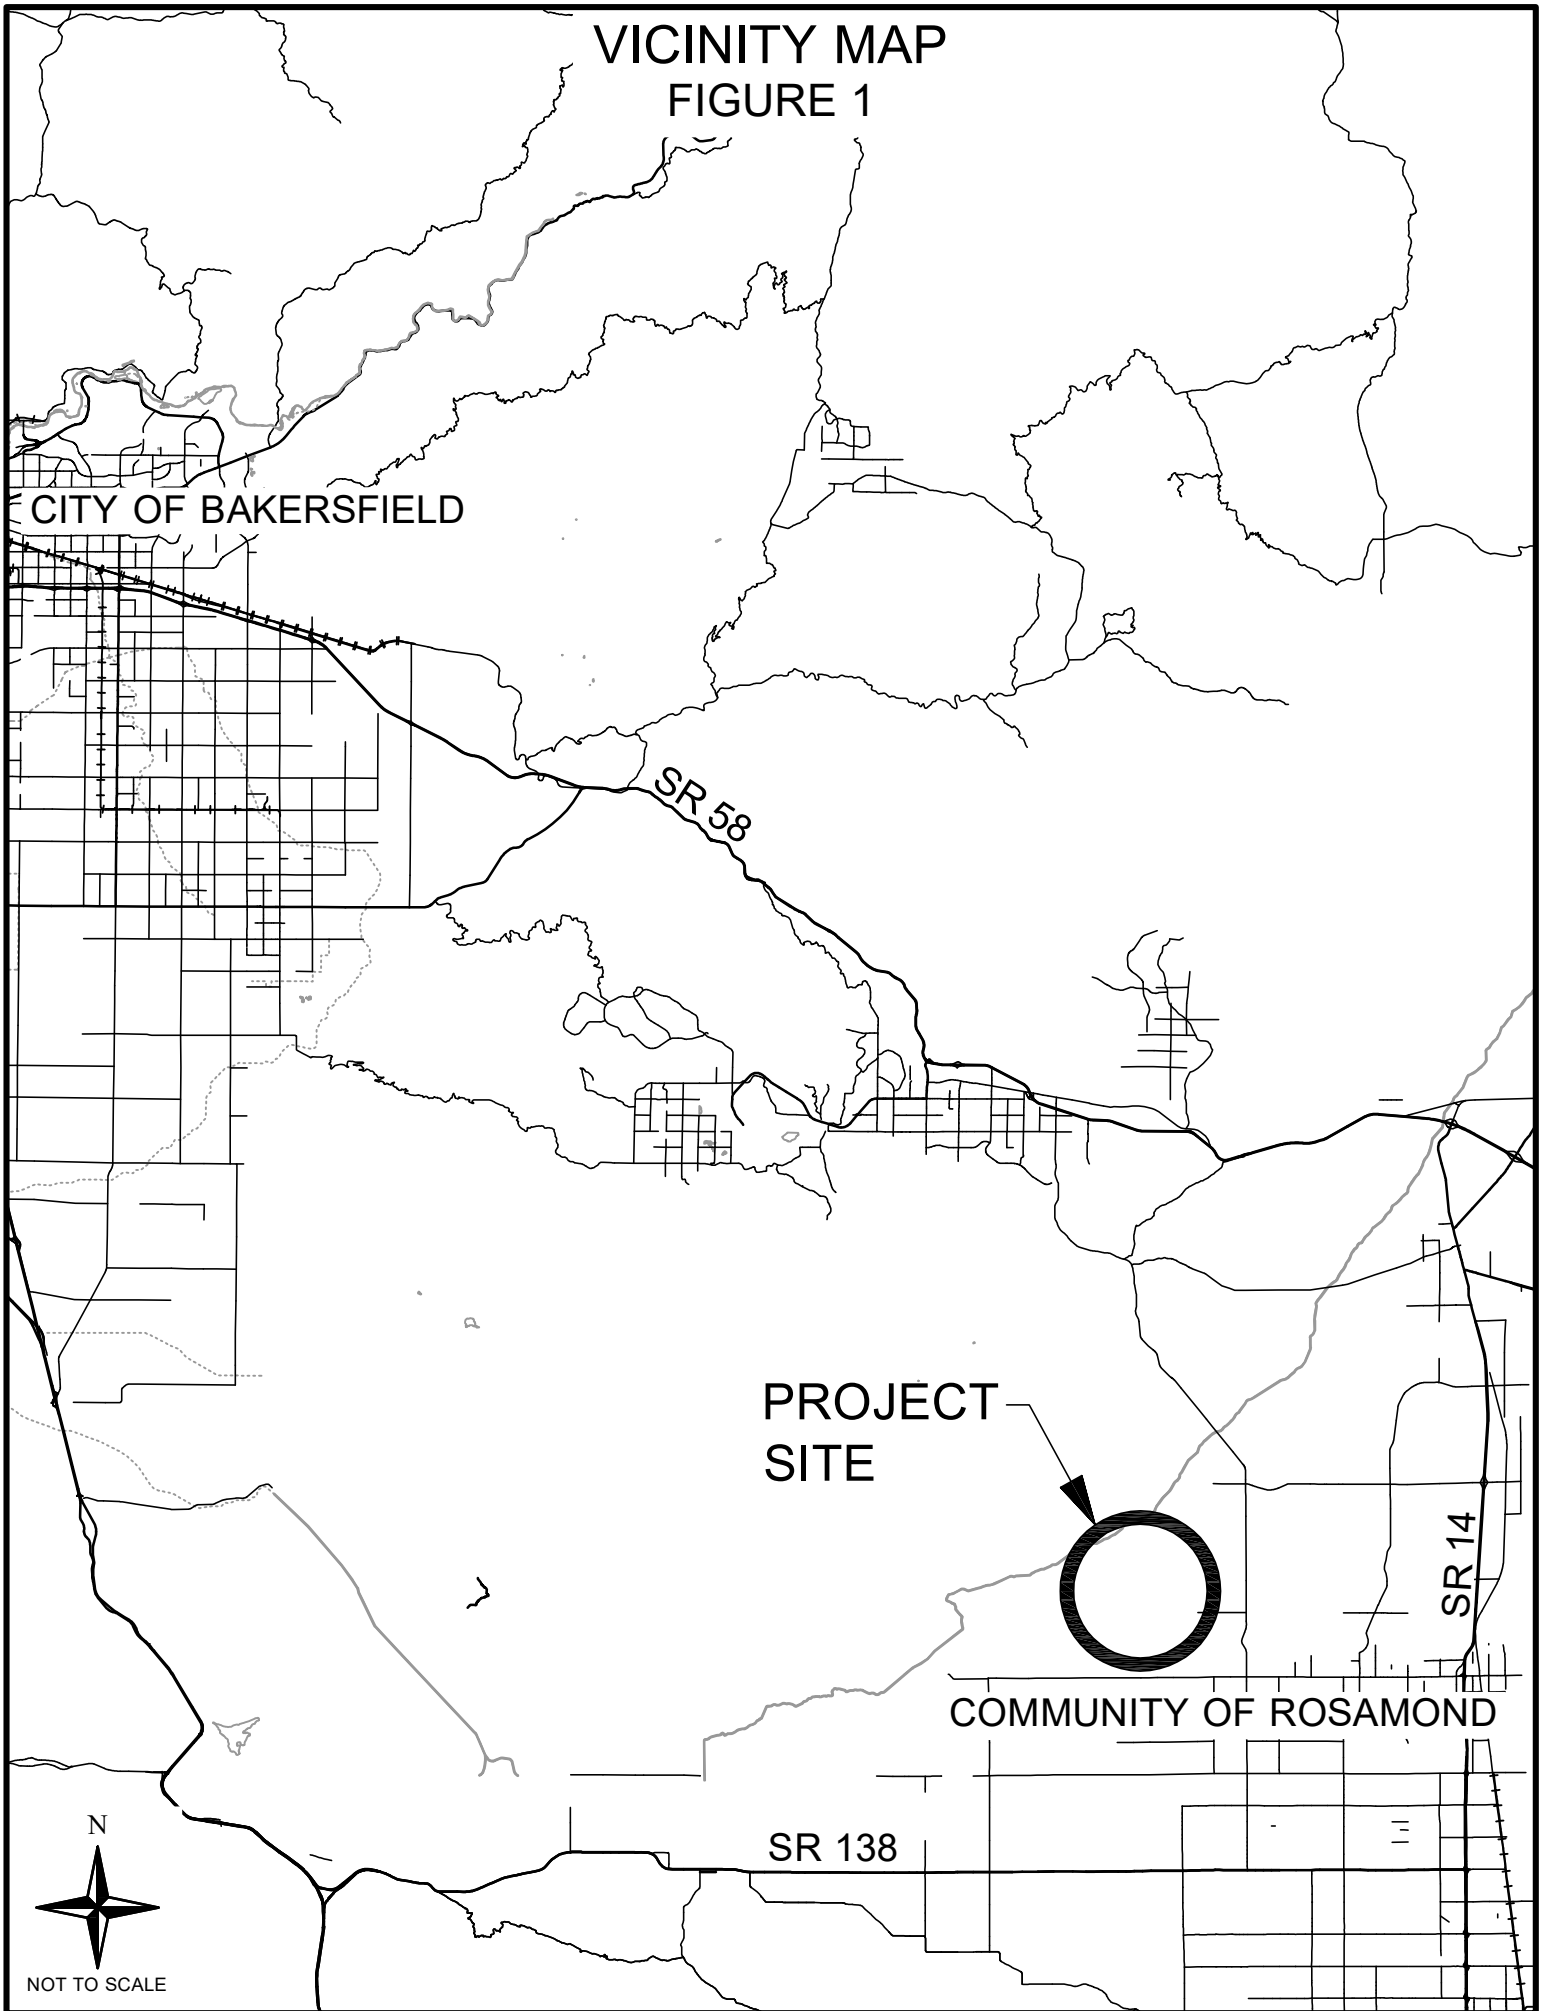 VICINITY MAP
FIGURE 1
CITY OF BAKERSFIELD
SR 58
PROJECT
SITE
SR 14
COMMUNITY OF ROSAMOND
SR 138
N
NOT TO SCALE